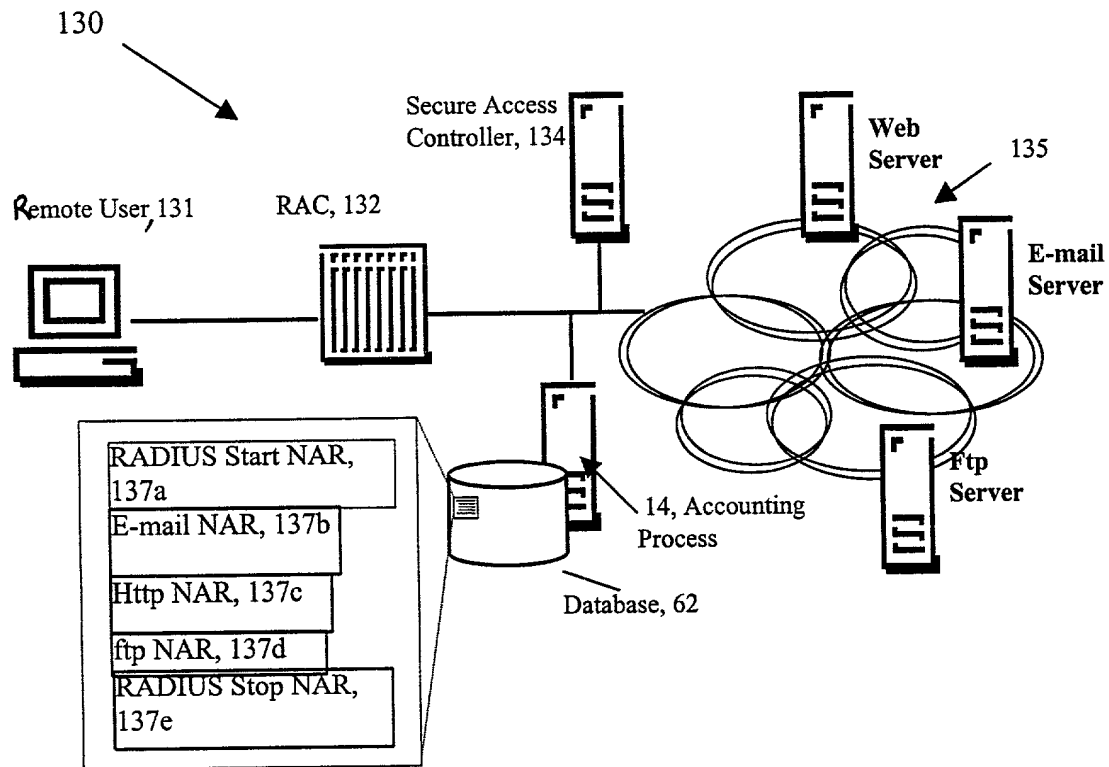 130
Secure Access
Controller, 134
Web
Server
135
Remote User, 131
RAC, 132
E-mail
Server
RADIUS Start NAR,
137a
E-mail NAR, 137b
Http NAR, 137c
ftp NAR, 137d
RADIUS Stop NAR,
137e
14, Accounting
Process
Database, 62
Ftp
Server